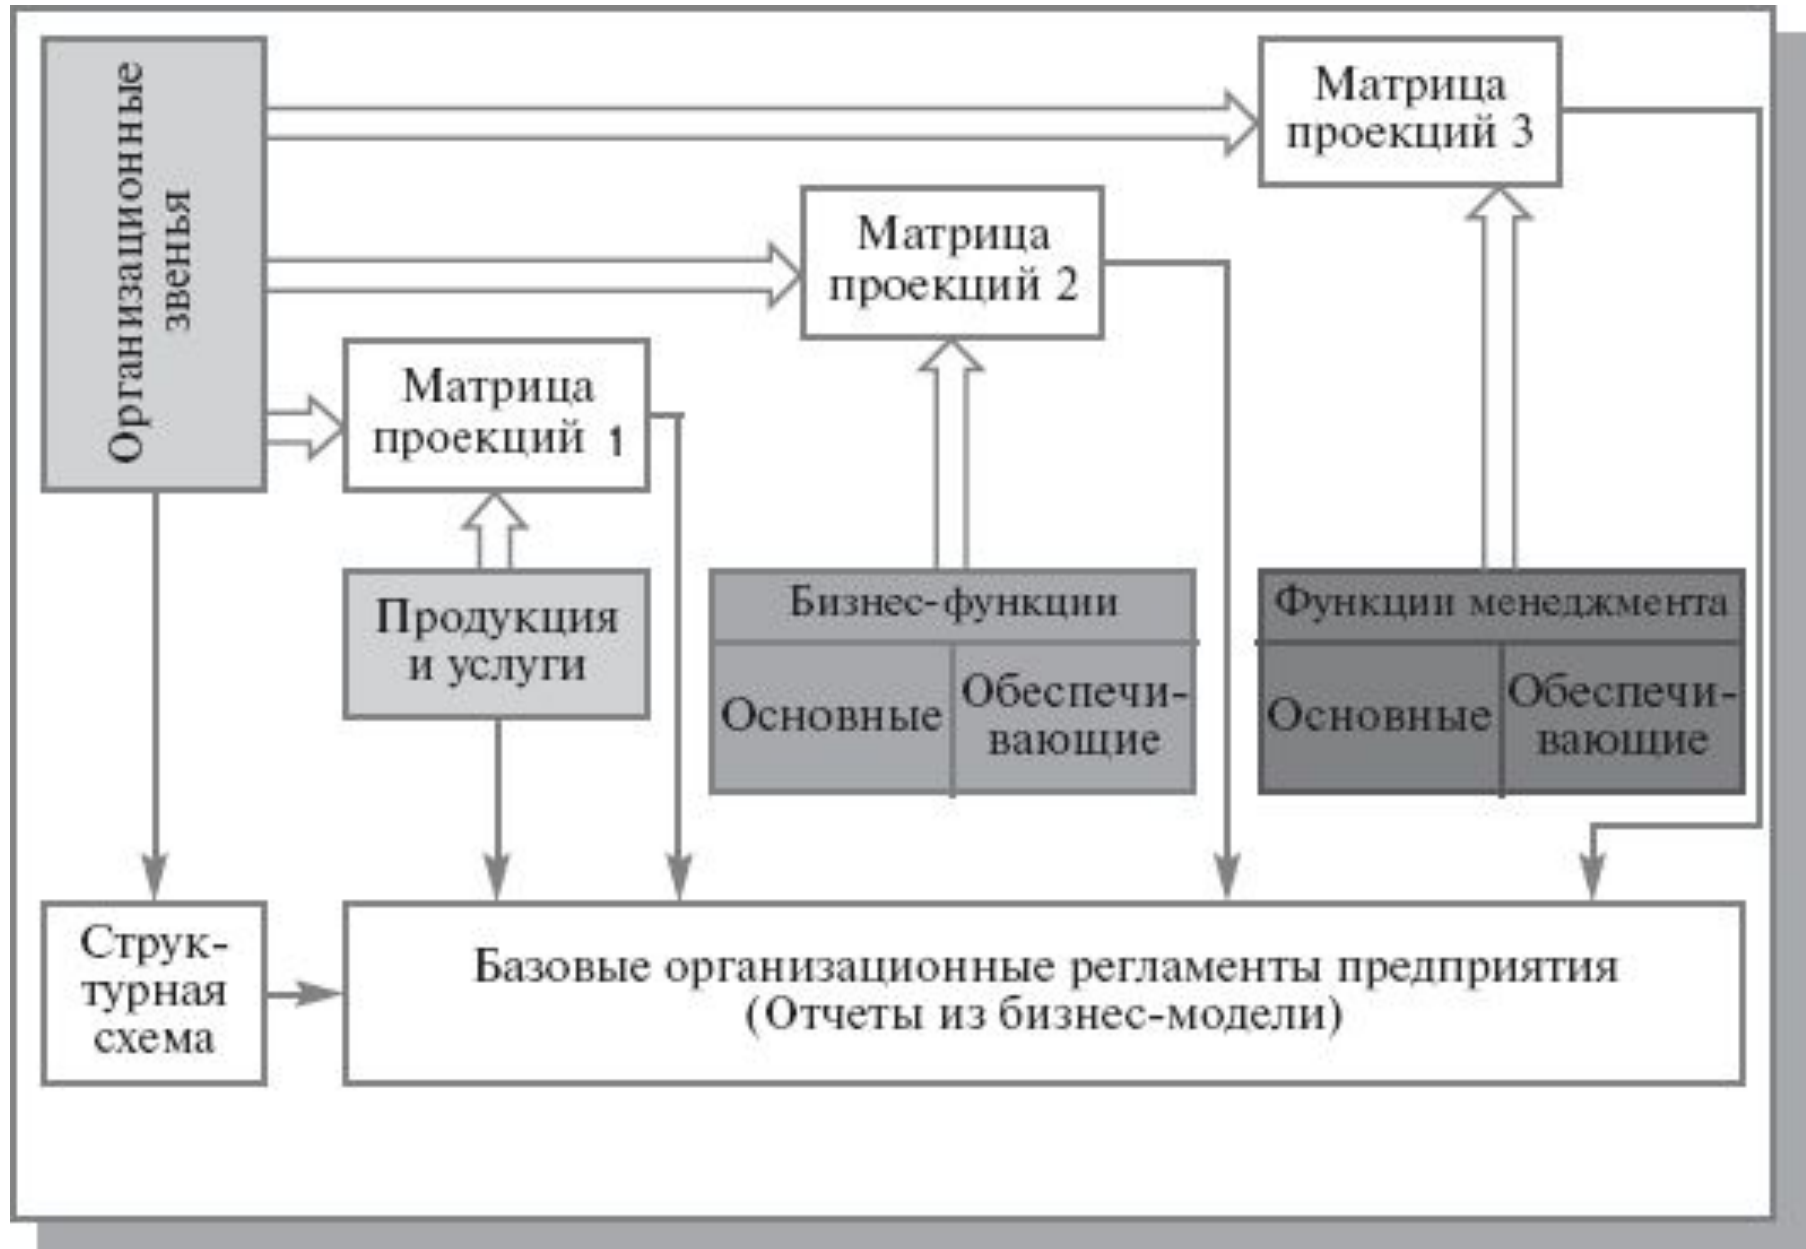 Организационные
звенья
Матрица
проекций 3
Матрица
проекций 2
Матрица
проекций 1
Продукция
и услуги
Бизнес-функции
Основные
Обеспечи-
вающие
Функции менеджмента
Основные
Обеспечи-
вающие
Струк-
турная
схема
Базовые организационные регламенты предприятия
(Отчеты из бизнес-модели)